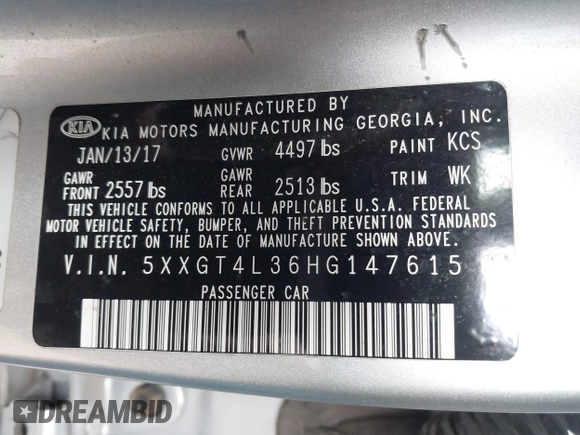 MANUFACTURED BY
KIA KIA MOTORS MANUFACTURING GEORGIA, INC.
JAN/13/17 GVWR 4497 lbs PAINT KCS
GAWR FRONT 2557 lbs GAWR REAR 2513 lbs TRIM WK
THIS VEHICLE CONFORMS TO ALL APPLICABLE U.S.A. FEDERAL
MOTOR VEHICLE SAFETY, BUMPER, AND THEFT PREVENTION STANDARDS
IN EFFECT ON THE DATE OF MANUFACTURE SHOWN ABOVE.
V.I.N. 5XXGT4L36HG147615
PASSENGER CAR
DREAMBID